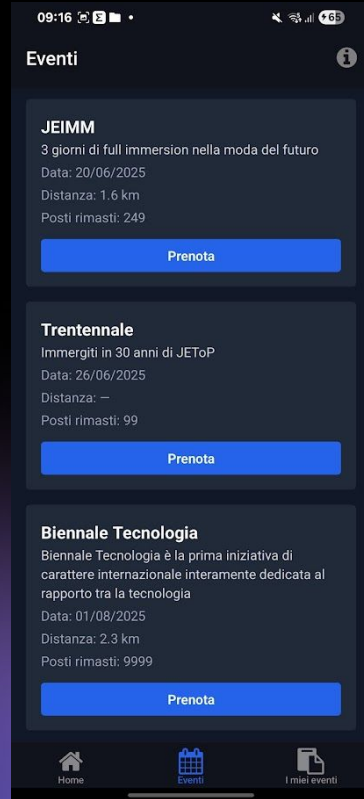 09:16
65
Eventi
JEIMM
3 giorni di full immersion nella moda del futuro
Data: 20/06/2025
Distanza: 1.6 km
Posti rimasti: 249
Prenota
Trentennale
Immergiti in 30 anni di JEToP
Data: 26/06/2025
Distanza: —
Posti rimasti: 99
Prenota
Biennale Tecnologia
Biennale Tecnologia è la prima iniziativa di
carattere internazionale interamente dedicata al
rapporto tra la tecnologia
Data: 01/08/2025
Distanza: 2.3 km
Posti rimasti: 9999
Prenota
Home
Eventi
I miei eventi